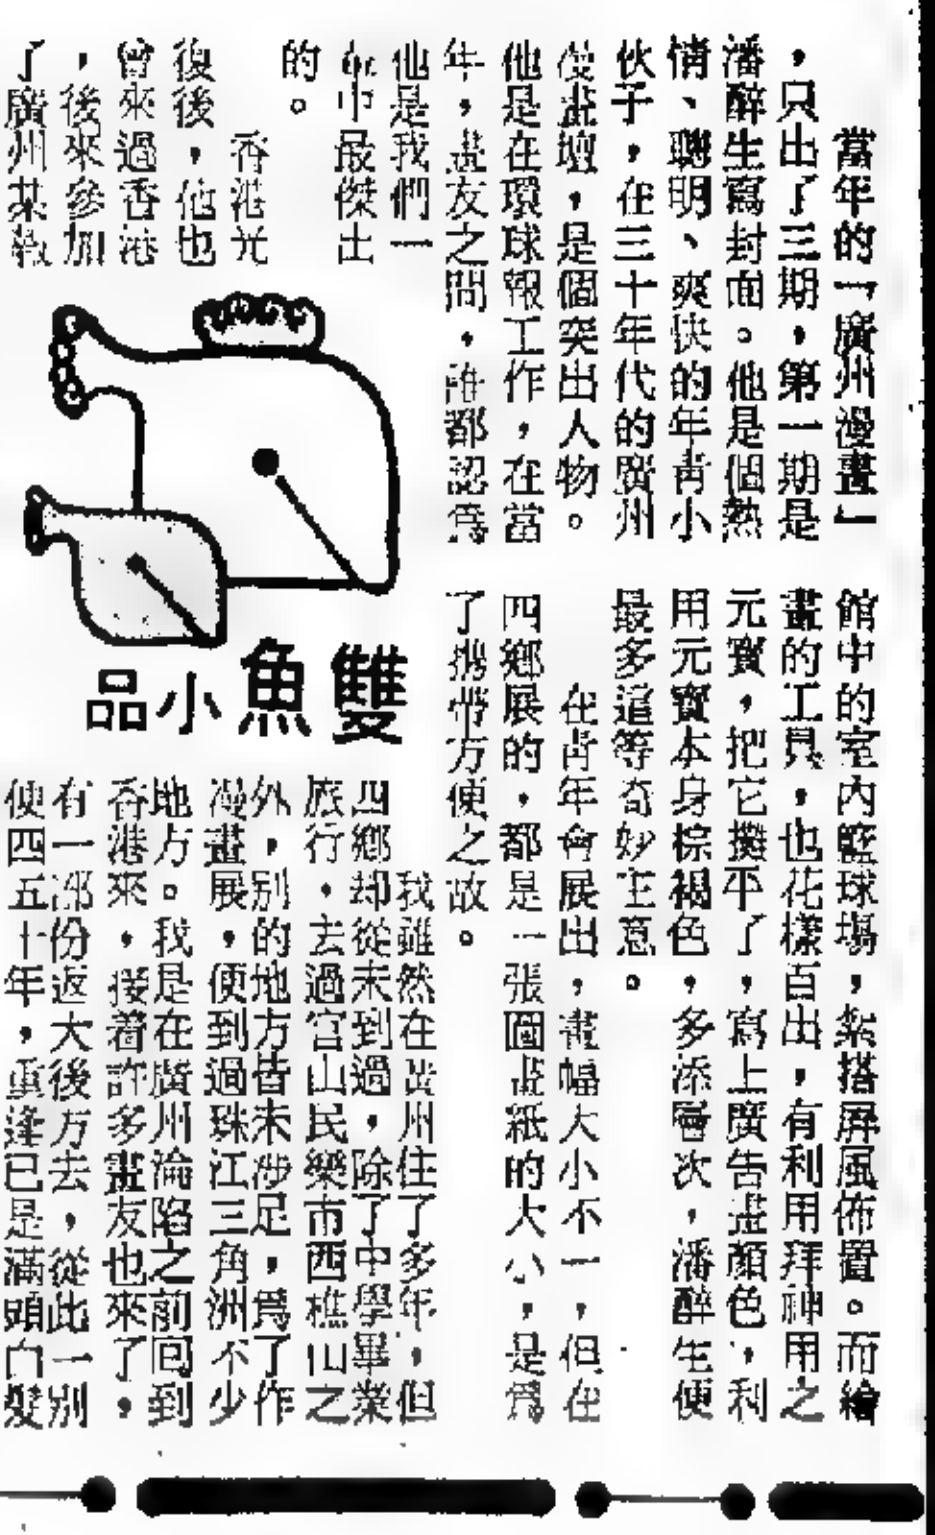 當年的「廣州漫畫」
，只出了三期，第一期是
潘醉生寫封面。他是個熱
情、聰明、爽快的年青小
伙子，在三十年代的廣州
漫畫壇，是個突出人物。
他是在環球報工作，在當
年，畫友之間，誰都認爲
他是我們一
中最傑出
的。
香港光
復後，他也
曾來過香港
，後來參加
了廣州某報
雙魚小品
館中的室內籃球場，紮搭屏風佈置。而繪
畫的工具，也花樣百出，有利用拜神用之
元寶，把它攤平了，寫上廣告畫顏色，利
用元寶本身棕褐色，多添層次，潘醉生便
最多這等奇妙主意。
在青年會展出，畫幅大小不一，但在
四鄉展的，都是一張圖畫紙的大小，是爲
了携帶方便之故。
我雖然在廣州住了多年，但
四鄉却從未到過，除了中學畢業
旅行，去過官山民樂市西樵山之
外，別的地方皆未涉足，爲了作
漫畫展，便到過珠江三角洲不少
地方。我是在廣州淪陷之前回到
香港來，接着許多畫友也來了，
有一部份返大後方去，從此一別
便四五十年，重逢已是滿頭白髮